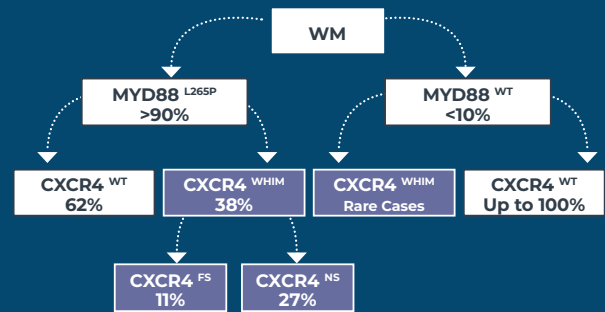 WM
MYD88 L265P
>90%
MYD88 WT
<10%
CXCR4 WT
62%
CXCR4 WHIM
38%
CXCR4 WHIM
Rare Cases
CXCR4 WT
Up to 100%
CXCR4 FS
11%
CXCR4 NS
27%